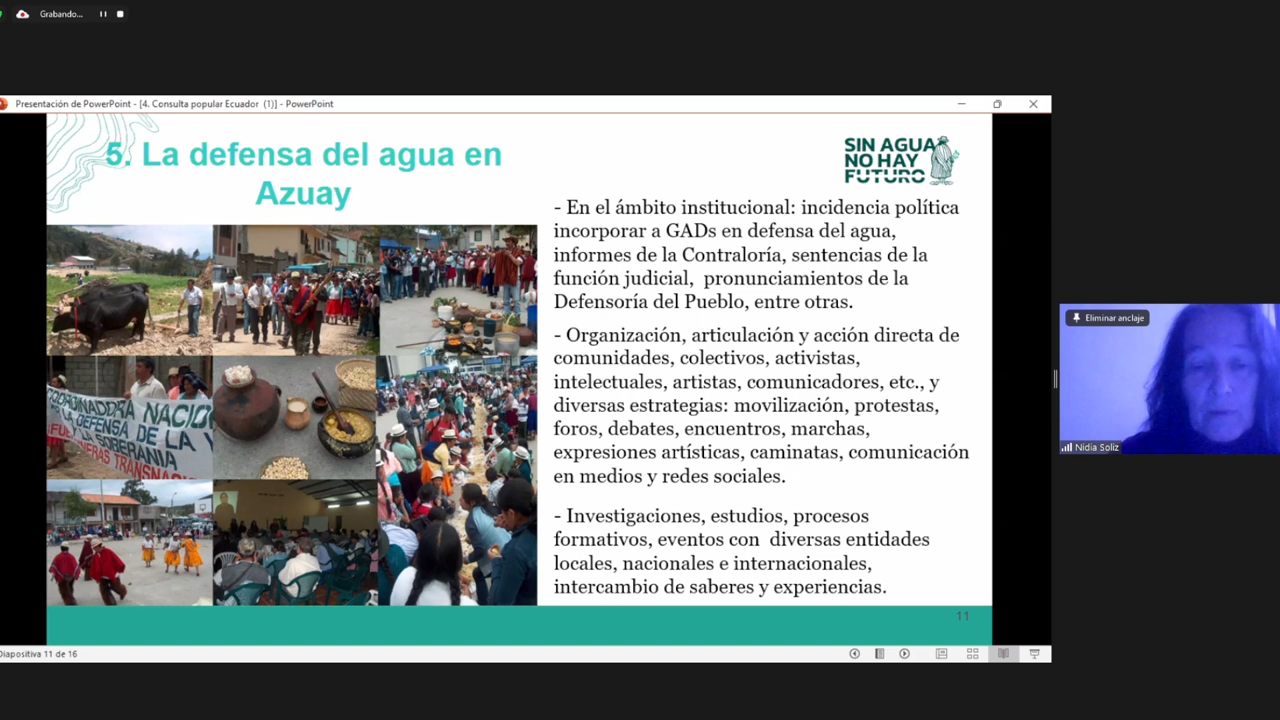 Grabando...
Presentación de PowerPoint - [4. Consulta popular Ecuador (1)] - PowerPoint
5. La defensa del agua en
Azuay
SIN AGUA
NO HAY
FUTURO
- En el ámbito institucional: incidencia política
incorporar a GADs en defensa del agua,
informes de la Contraloría, sentencias de la
función judicial, pronunciamientos de la
Defensoría del Pueblo, entre otras.
- Organización, articulación y acción directa de
comunidades, colectivos, activistas,
intelectuales, artistas, comunicadores, etc., y
diversas estrategias: movilización, protestas,
foros, debates, encuentros, marchas,
expresiones artísticas, caminatas, comunicación
en medios y redes sociales.
- Investigaciones, estudios, procesos
formativos, eventos con diversas entidades
locales, nacionales e internacionales,
intercambio de saberes y experiencias.
DEFENSA DE LA
LA SOBERANIA
11
Diapositiva 11 de 16
Eliminar anclaje
Nidia Soliz